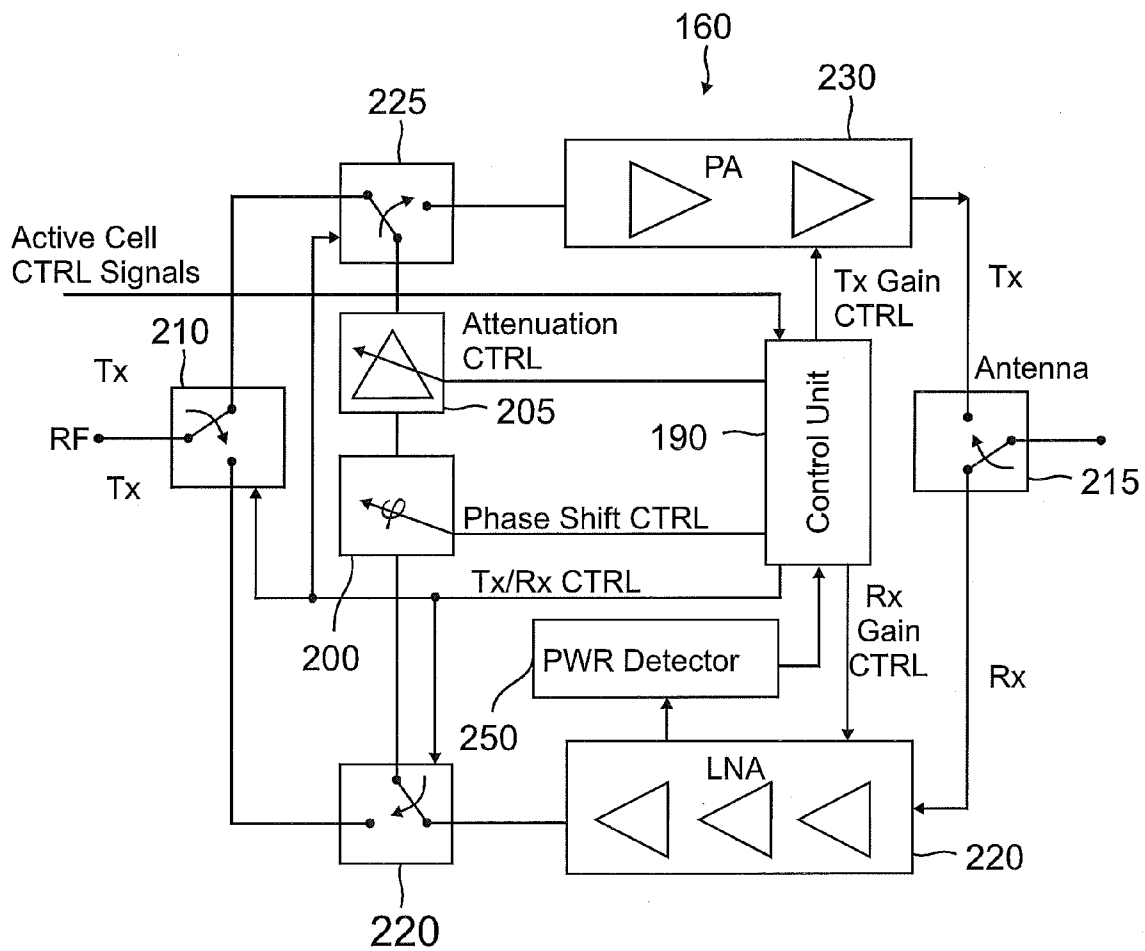 160
230
225
PA
Active Cell
CTRL Signals
Tx Gain
CTRL
Tx
210
Tx
Attenuation
CTRL
Antenna
205
190
Control Unit
RF
Tx
215
φ
Phase Shift CTRL
Tx/Rx CTRL
200
Rx
Gain
CTRL
PWR Detector
Rx
250
LNA
220
220